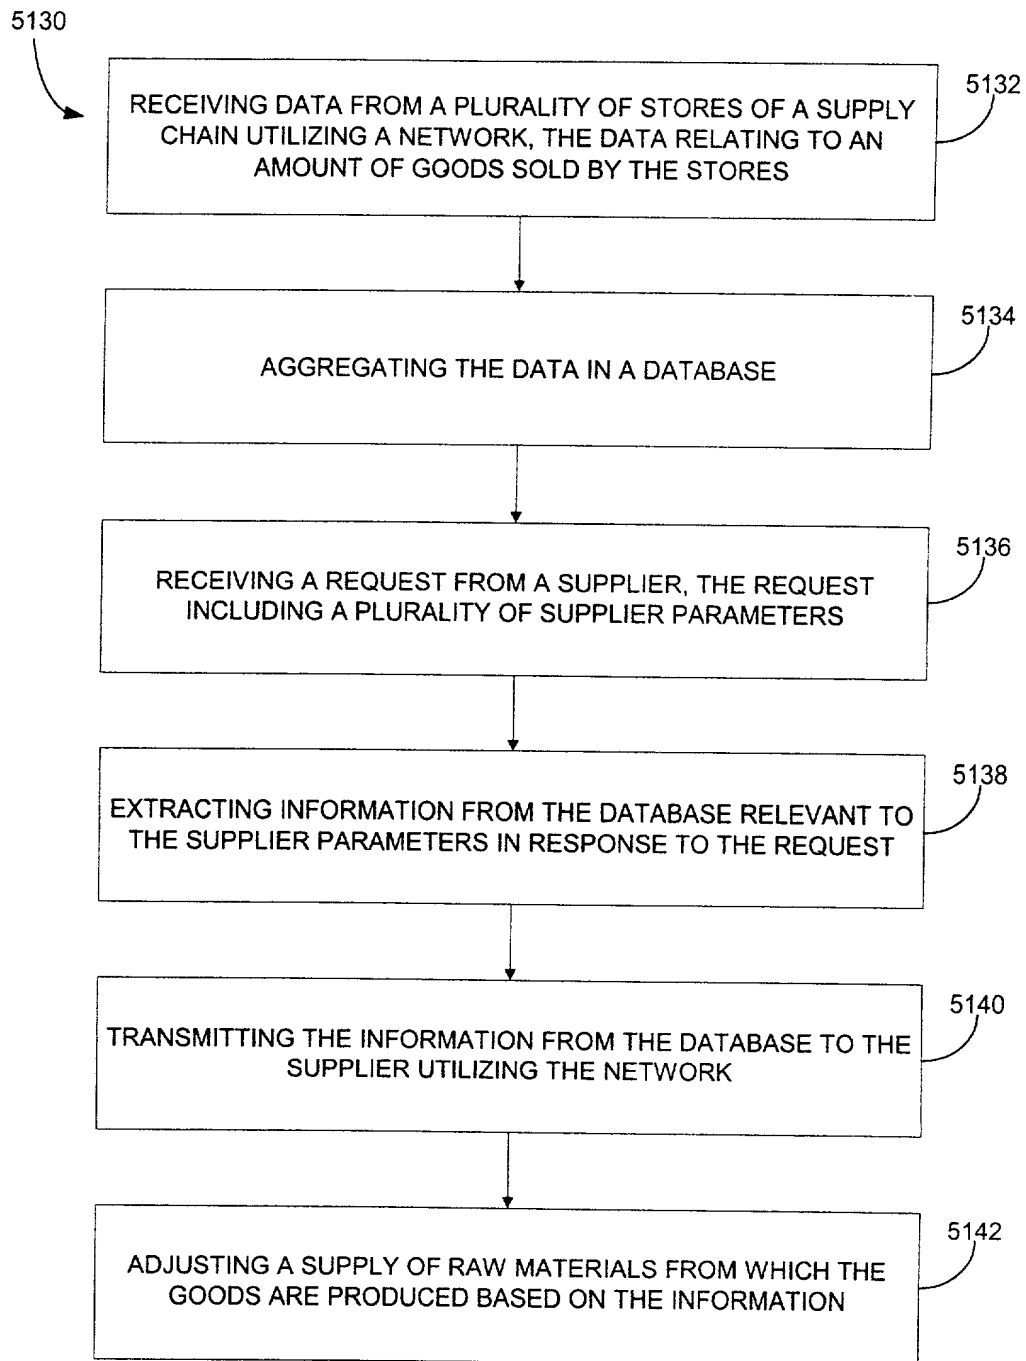 5130
RECEIVING DATA FROM A PLURALITY OF STORES OF A SUPPLY
CHAIN UTILIZING A NETWORK, THE DATA RELATING TO AN
AMOUNT OF GOODS SOLD BY THE STORES
5132
AGGREGATING THE DATA IN A DATABASE
5134
RECEIVING A REQUEST FROM A SUPPLIER, THE REQUEST
INCLUDING A PLURALITY OF SUPPLIER PARAMETERS
5136
EXTRACTING INFORMATION FROM THE DATABASE RELEVANT TO
THE SUPPLIER PARAMETERS IN RESPONSE TO THE REQUEST
5138
TRANSMITTING THE INFORMATION FROM THE DATABASE TO THE
SUPPLIER UTILIZING THE NETWORK
5140
ADJUSTING A SUPPLY OF RAW MATERIALS FROM WHICH THE
GOODS ARE PRODUCED BASED ON THE INFORMATION
5142